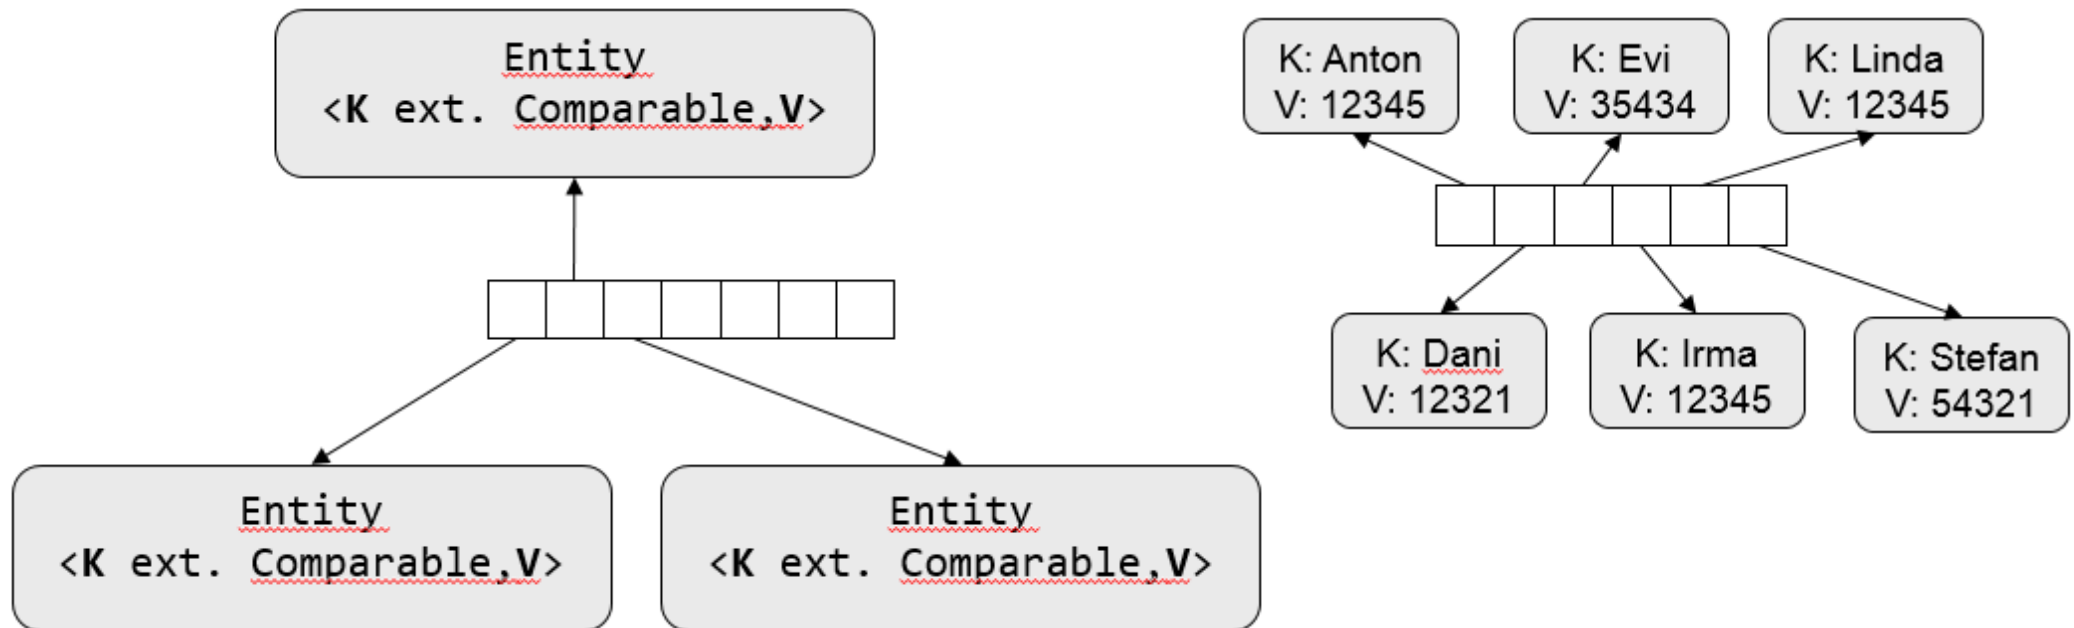 Entity
<K ext. Comparable,V>
K: Anton
V: 12345
K: Evi
V: 35434
K: Linda
V: 12345
K: Dani
V: 12321
K: Irma
V: 12345
K: Stefan
V: 54321
Entity
<K ext. Comparable,V>
Entity
<K ext. Comparable,V>